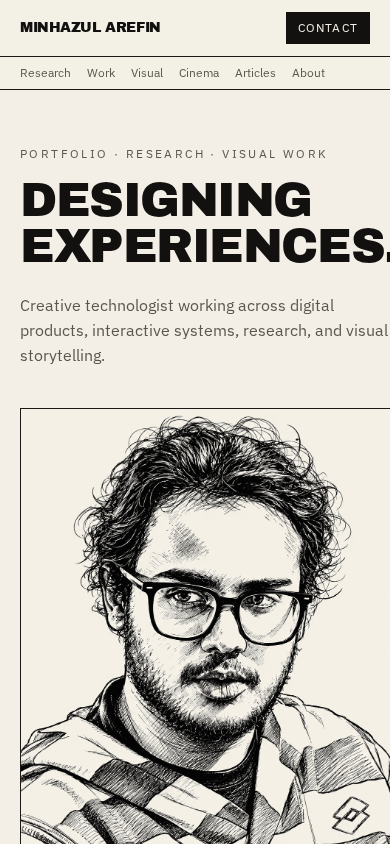 MINHAZUL AREFIN
CONTACT
Research Work Visual Cinema Articles About
PORTFOLIO · RESEARCH · VISUAL WORK
DESIGNING
EXPERIENCES.
Creative technologist working across digital
products, interactive systems, research, and visual
storytelling.